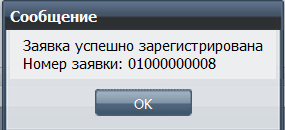 Сообщение
Заявка успешно зарегистрирована
Номер заявки: 01000000008
OK